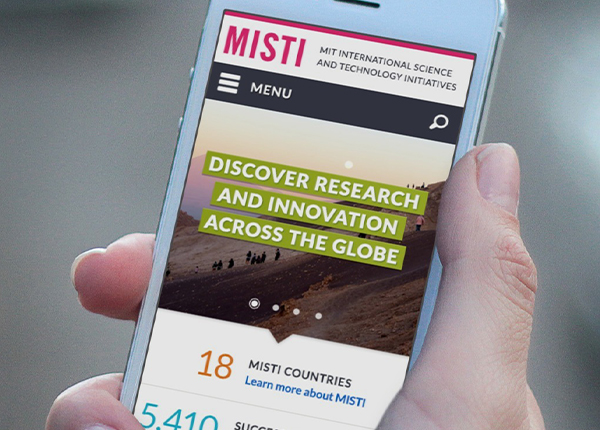 MISTI
MIT INTERNATIONAL SCIENCE
AND TECHNOLOGY INITIATIVES
MENU
DISCOVER RESEARCH
AND INNOVATION
ACROSS THE GLOBE
18 MISTI COUNTRIES
Learn more about MISTI
5,410